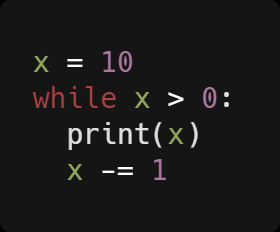 x = 10
while x > 0:
  print(x)
  x -= 1